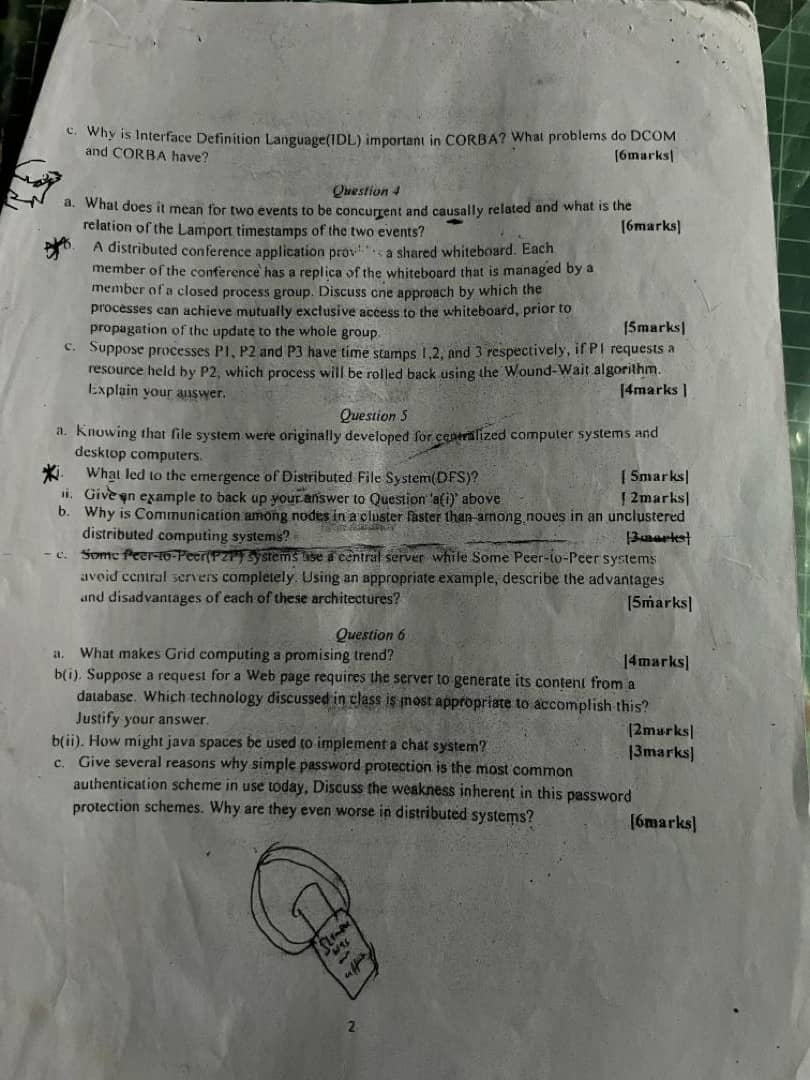 c. Why is Interface Definition Language(IDL) important in CORBA? What problems do DCOM
and CORBA have? [6marks]
Question 4
a. What does it mean for two events to be concurrent and causally related and what is the
relation of the Lamport timestamps of the two events? [6marks]
b. A distributed conference application a shared whiteboard. Each
member of the conference has a replica of the whiteboard that is managed by a
member of a closed process group. Discuss one approach by which the
processes can achieve mutually exclusive access to the whiteboard, prior to
propagation of the update to the whole group. [5marks]
c. Suppose processes P1, P2 and P3 have time stamps 1,2, and 3 respectively, if P1 requests a
resource held by P2, which process will be rolled back using the Wound-Wait algorithm.
Explain your answer. [4marks ]
Question 5
a. Knowing that file system were originally developed for centralized computer systems and
desktop computers.
i. What led to the emergence of Distributed File System(DFS)? [ 5marks]
ii. Give an example to back up your answer to Question 'a(i)' above [ 2marks]
b. Why is Communication among nodes in a cluster faster than among nodes in an unclustered
distributed computing systems? [3marks]
c. Some Peer-to-Peer(P2P) systems use a central server while Some Peer-to-Peer systems
avoid central servers completely. Using an appropriate example, describe the advantages
and disadvantages of each of these architectures? [5marks]
Question 6
a. What makes Grid computing a promising trend? [4marks]
b(i). Suppose a request for a Web page requires the server to generate its content from a
database. Which technology discussed in class is most appropriate to accomplish this?
Justify your answer. [2marks]
b(ii). How might java spaces be used to implement a chat system? [3marks]
c. Give several reasons why simple password protection is the most common
authentication scheme in use today, Discuss the weakness inherent in this password
protection schemes. Why are they even worse in distributed systems? [6marks]
2